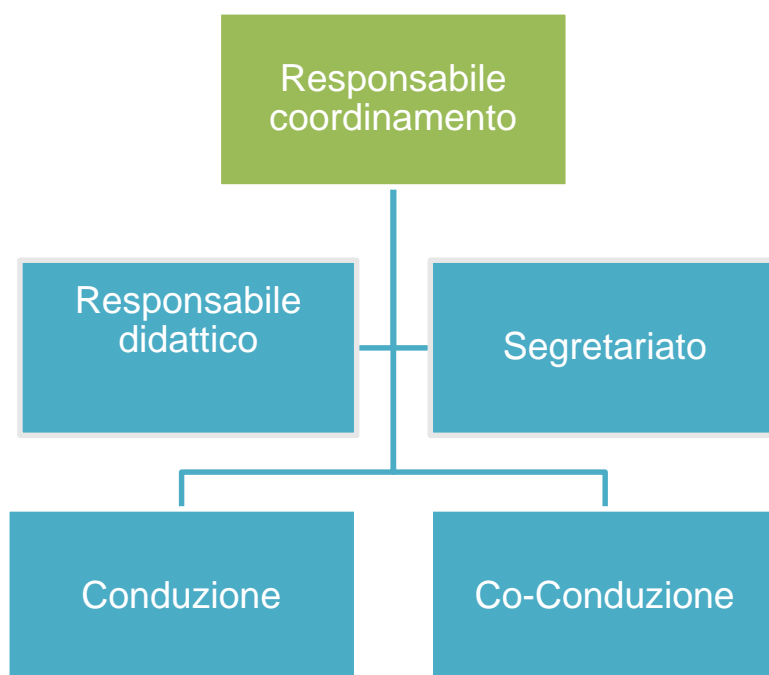 Responsabile
coordinamento
Responsabile
didattico
Segretariato
Conduzione
Co-Conduzione